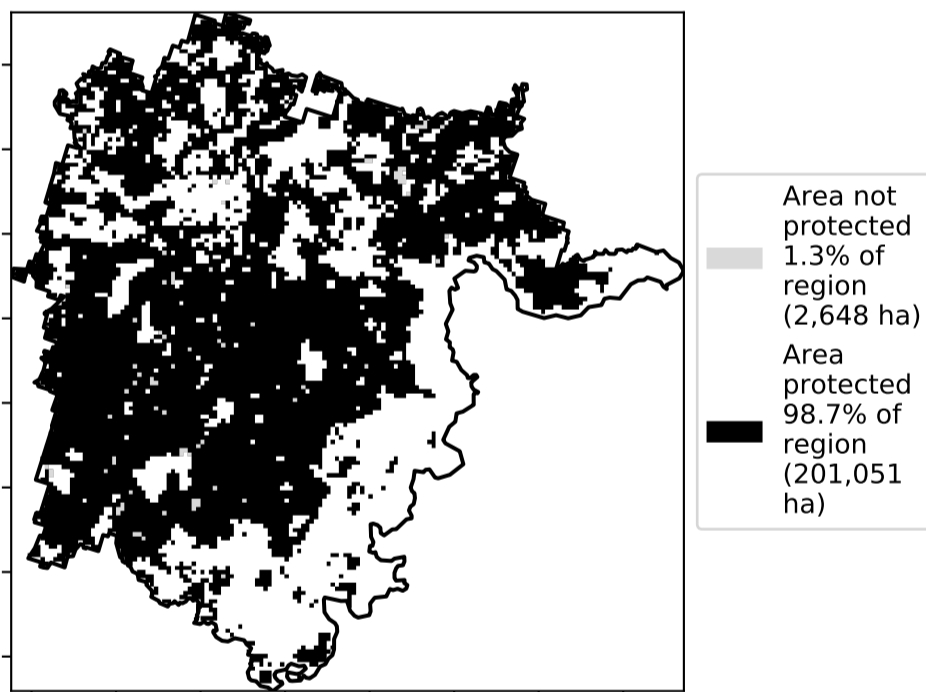 Area not
protected
1.3% of
region
(2,648 ha)
Area
protected
98.7% of
region
(201,051
ha)